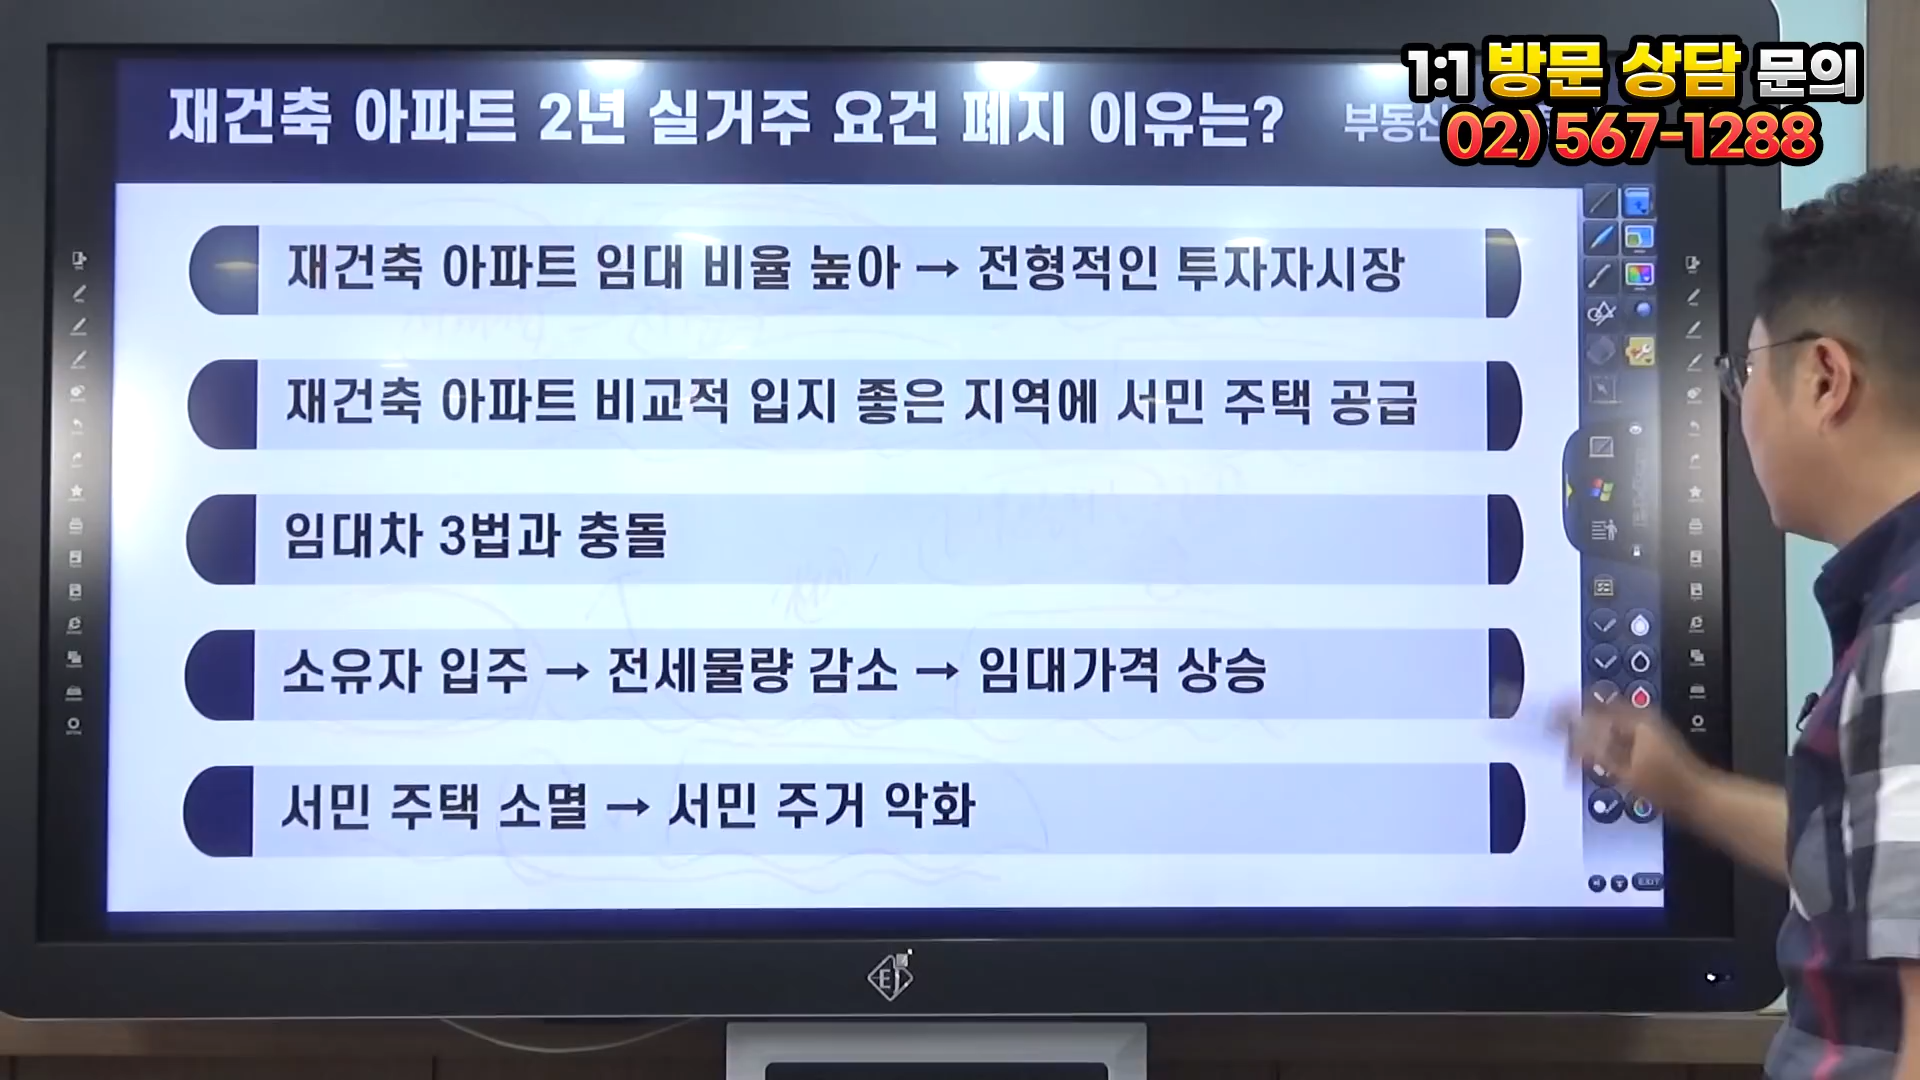 재건축 아파트 2년 실거주 요건 폐지 이유는?
부동산
1:1 방문 상담 문의
02) 567-1288
재건축 아파트 임대 비율 높아 → 전형적인 투자자시장
재건축 아파트 비교적 입지 좋은 지역에 서민 주택 공급
임대차 3법과 충돌
소유자 입주 → 전세물량 감소 → 임대가격 상승
서민 주택 소멸 → 서민 주거 악화
EXIT